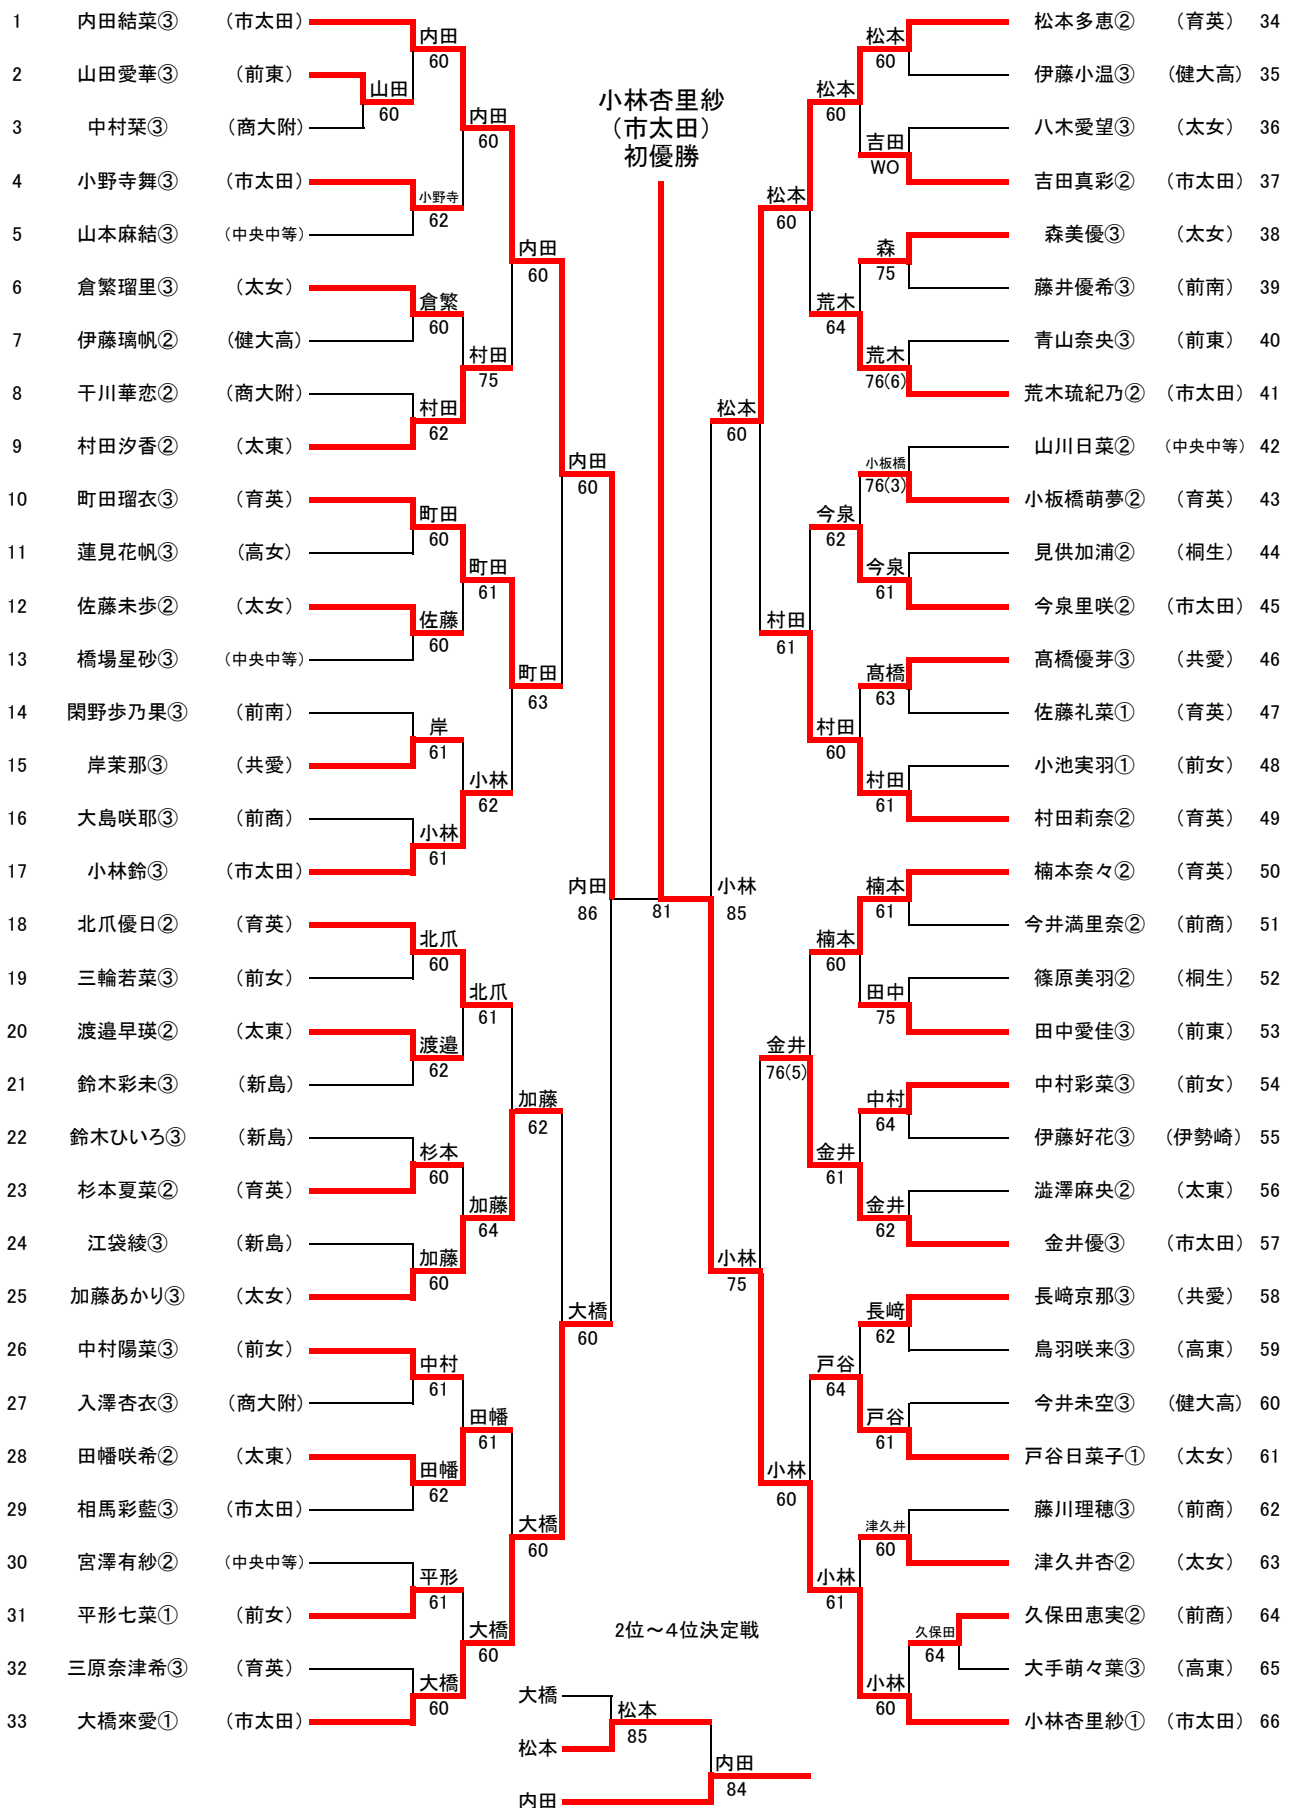 小林杏里紗
（市太田）
初優勝
1 内田結菜③ （市太田）
2 山田愛華③ （前東）
3 中村栞③ （商大附）
4 小野寺舞③ （市太田）
5 山本麻結③ （中央中等）
6 倉繁瑠里③ （太女）
7 伊藤璃帆② （健大高）
8 干川華恋② （商大附）
9 村田汐香② （太東）
10 町田瑠衣③ （育英）
11 蓮見花帆③ （高女）
12 佐藤未歩② （太女）
13 橋場星砂③ （中央中等）
14 閑野歩乃果③ （前南）
15 岸茉那③ （共愛）
16 大島咲耶③ （前商）
17 小林鈴③ （市太田）
18 北爪優日② （育英）
19 三輪若菜③ （前女）
20 渡邉早瑛② （太東）
21 鈴木彩未③ （新島）
22 鈴木ひいろ③ （新島）
23 杉本夏菜② （育英）
24 江袋綾③ （新島）
25 加藤あかり③ （太女）
26 中村陽菜③ （前女）
27 入澤杏衣③ （商大附）
28 田幡咲希② （太東）
29 相馬彩藍③ （市太田）
30 宮澤有紗② （中央中等）
31 平形七菜① （前女）
32 三原奈津希③ （育英）
33 大橋來愛① （市太田）
山田
60
内田
60
小野寺
62
倉繁
60
村田
62
町田
60
佐藤
60
岸
61
小林
61
北爪
60
渡邉
62
杉本
60
加藤
60
中村
61
田幡
62
平形
61
大橋
60
内田
60
村田
75
町田
61
小林
62
北爪
61
加藤
64
田幡
61
大橋
60
内田
60
町田
63
加藤
62
大橋
60
内田
60
大橋
60
内田
86
81
小林
85
松本
60
小林
75
松本
60
村田
61
金井
76(5)
小林
60
松本
60
荒木
64
今泉
62
村田
60
楠本
60
金井
61
戸谷
64
小林
61
松本
60
吉田
WO
森
75
荒木
76(6)
小板橋
76(3)
今泉
61
髙橋
63
村田
61
楠本
61
田中
75
中村
64
金井
62
長﨑
62
戸谷
61
津久井
60
久保田
64
小林
60
松本多恵② （育英） 34
伊藤小温③ （健大高） 35
八木愛望③ （太女） 36
吉田真彩② （市太田） 37
森美優③ （太女） 38
藤井優希③ （前南） 39
青山奈央③ （前東） 40
荒木琉紀乃② （市太田） 41
山川日菜② （中央中等） 42
小板橋萌夢② （育英） 43
見供加浦② （桐生） 44
今泉里咲② （市太田） 45
髙橋優芽③ （共愛） 46
佐藤礼菜① （育英） 47
小池実羽① （前女） 48
村田莉奈② （育英） 49
楠本奈々② （育英） 50
今井満里奈② （前商） 51
篠原美羽② （桐生） 52
田中愛佳③ （前東） 53
中村彩菜③ （前女） 54
伊藤好花③ （伊勢崎） 55
澁澤麻央② （太東） 56
金井優③ （市太田） 57
長﨑京那③ （共愛） 58
鳥羽咲来③ （高東） 59
今井未空③ （健大高） 60
戸谷日菜子① （太女） 61
藤川理穂③ （前商） 62
津久井杏② （太女） 63
久保田恵実② （前商） 64
大手萌々葉③ （高東） 65
小林杏里紗① （市太田） 66
2位～4位決定戦
大橋
松本
松本
85
内田
内田
84